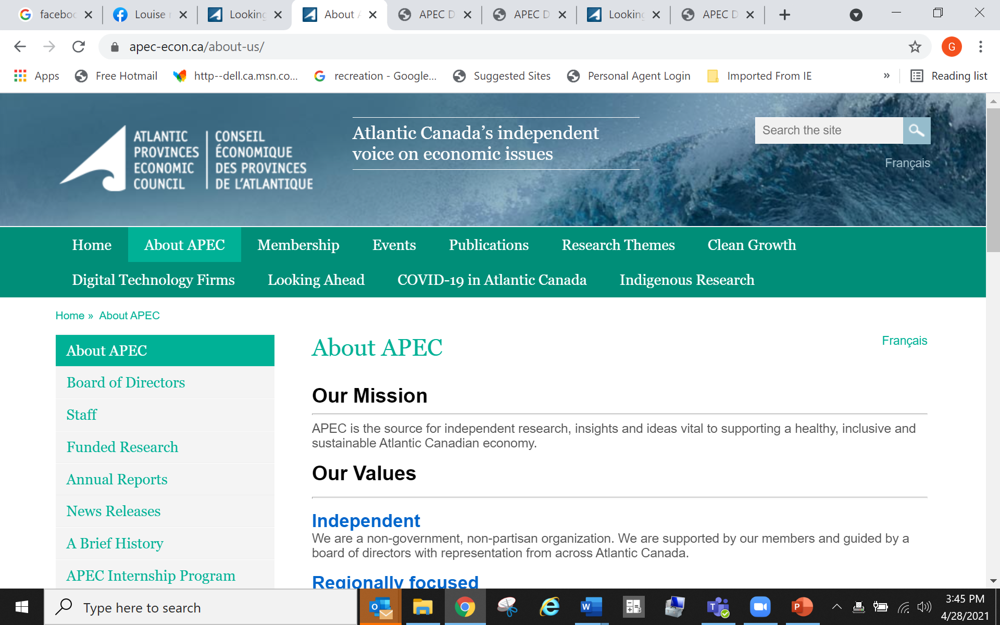 faceboo
Louise
Looking
About
APEC D
APEC D
Looking
APEC D
apec-econ.ca/about-us/
G
Apps
Free Hotmail
http--dell.ca.msn.co...
recreation - Google...
Suggested Sites
Personal Agent Login
Imported From IE
»
Reading list
ATLANTIC
PROVINCES
ECONOMIC
COUNCIL
CONSEIL
ÉCONOMIQUE
DES PROVINCES
DE L'ATLANTIQUE
Atlantic Canada's independent
voice on economic issues
Search the site
Français
Home About APEC Membership Events Publications Research Themes Clean Growth
Digital Technology Firms Looking Ahead COVID-19 in Atlantic Canada Indigenous Research
Home » About APEC
About APEC
Board of Directors
Staff
Funded Research
Annual Reports
News Releases
A Brief History
APEC Internship Program
About APEC
Français
Our Mission
APEC is the source for independent research, insights and ideas vital to supporting a healthy, inclusive and
sustainable Atlantic Canadian economy.
Our Values
Independent
We are a non-government, non-partisan organization. We are supported by our members and guided by a
board of directors with representation from across Atlantic Canada.
Regionally focused
Type here to search
3:45 PM
4/28/2021